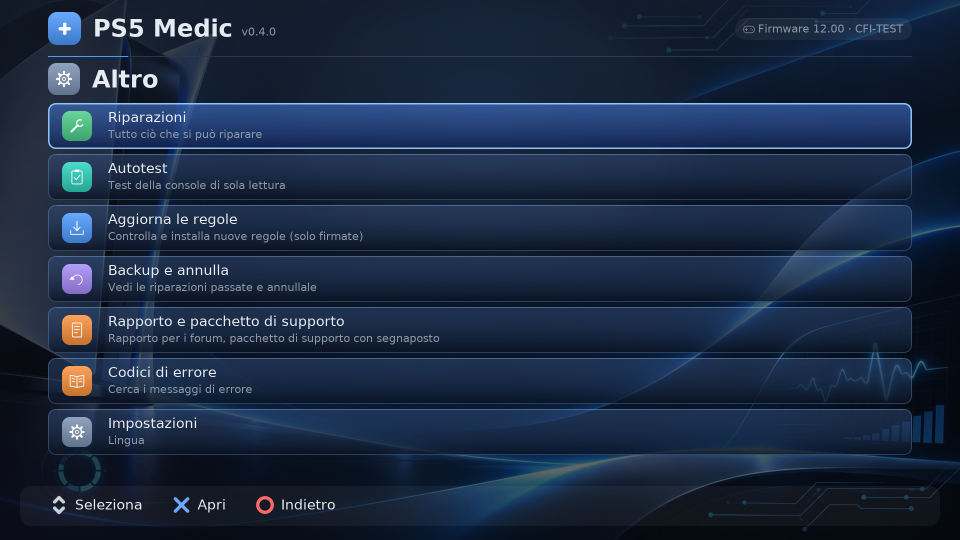 PS5 Medic v0.4.0
Firmware 12.00 · CFI-TEST
Altro
Riparazioni
Tutto ciò che si può riparare
Autotest
Test della console di sola lettura
Aggiorna le regole
Controlla e installa nuove regole (solo firmate)
Backup e annulla
Vedi le riparazioni passate e annullale
Rapporto e pacchetto di supporto
Rapporto per i forum, pacchetto di supporto con segnaposto
Codici di errore
Cerca i messaggi di errore
Impostazioni
Lingua
Seleziona Apri Indietro